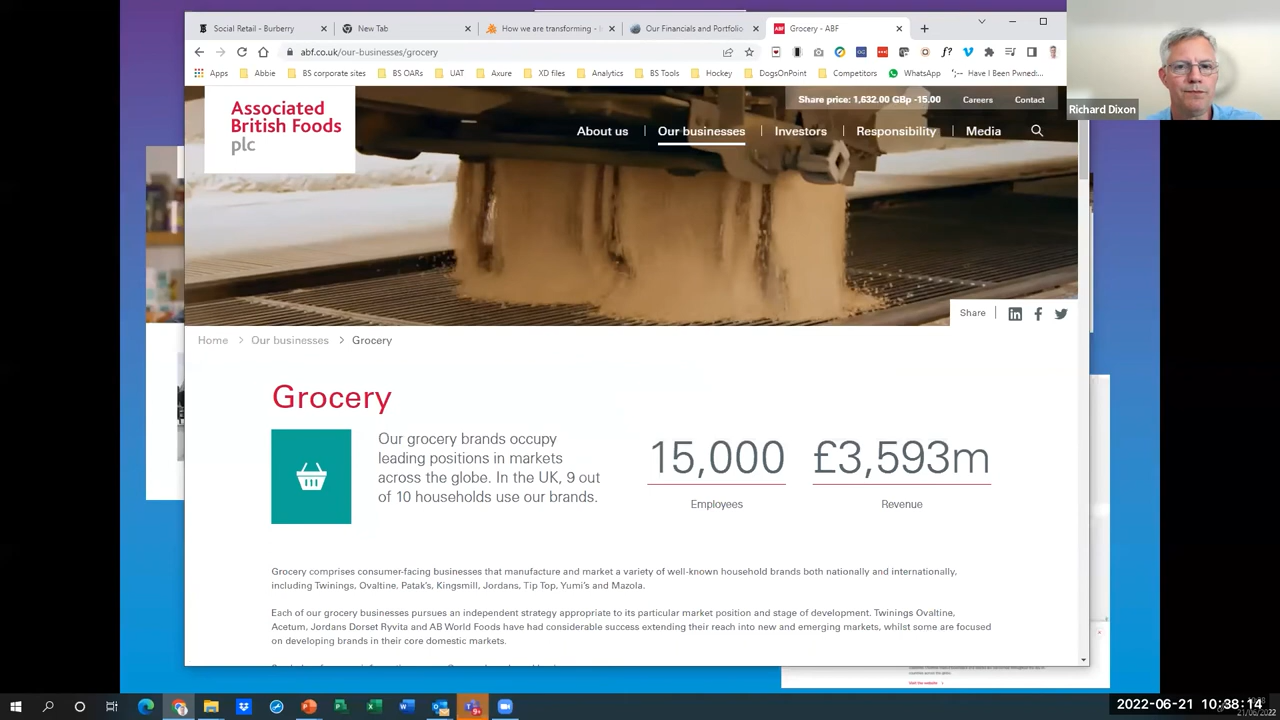 Social Retail - Burberry
New Tab
How we are transforming -
Our Financials and Portfolio
Grocery - ABF
abf.co.uk/our-businesses/grocery
Apps
Abbie
BS corporate sites
BS OARs
UAT
Axure
XD files
Analytics
BS Tools
Hockey
DogsOnPoint
Competitors
WhatsApp
Have I Been Pwned:...
Richard Dixon
Associated
British Foods
plc
Share price: 1,632.00 GBp -15.00
Careers
Contact
About us
Our businesses
Investors
Responsibility
Media
Share
Home > Our businesses > Grocery
Grocery
Our grocery brands occupy
leading positions in markets
across the globe. In the UK, 9 out
of 10 households use our brands.
15,000
Employees
£3,593m
Revenue
Grocery comprises consumer-facing businesses that manufacture and market a variety of well-known household brands both nationally and internationally,
including Twinings, Ovaltine, Patak's, Kingsmill, Jordans, Tip Top, Yumi's and Mazola.
Each of our grocery businesses pursues an independent strategy appropriate to its particular market position and stage of development. Twinings Ovaltine,
Acetum, Jordans Dorset Ryvita and AB World Foods have had considerable success extending their reach into new and emerging markets, whilst some are focused
on developing brands in their core domestic markets.
Visit the website
2022-06-21 10:38:14
21/06/2022